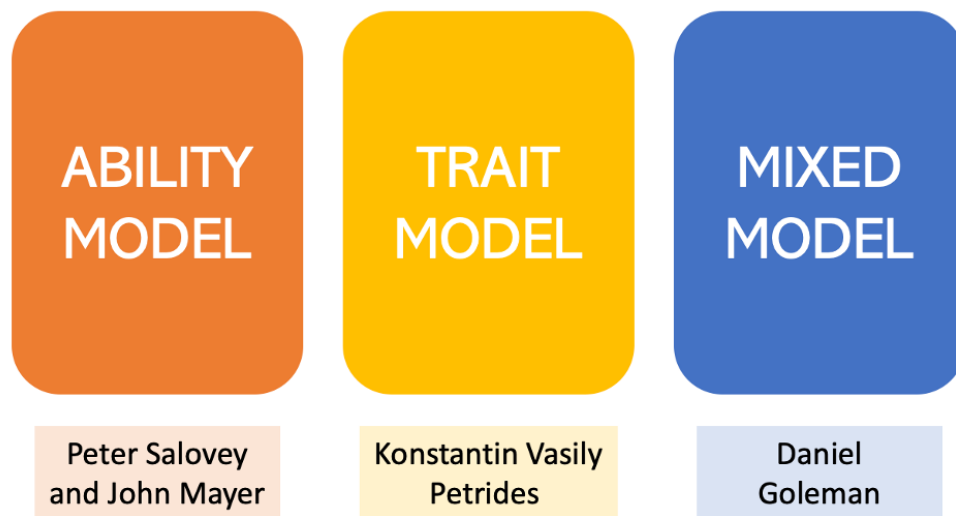 ABILITY
MODEL
TRAIT
MODEL
MIXED
MODEL
Peter Salovey
and John Mayer
Konstantin Vasily
Petrides
Daniel
Goleman